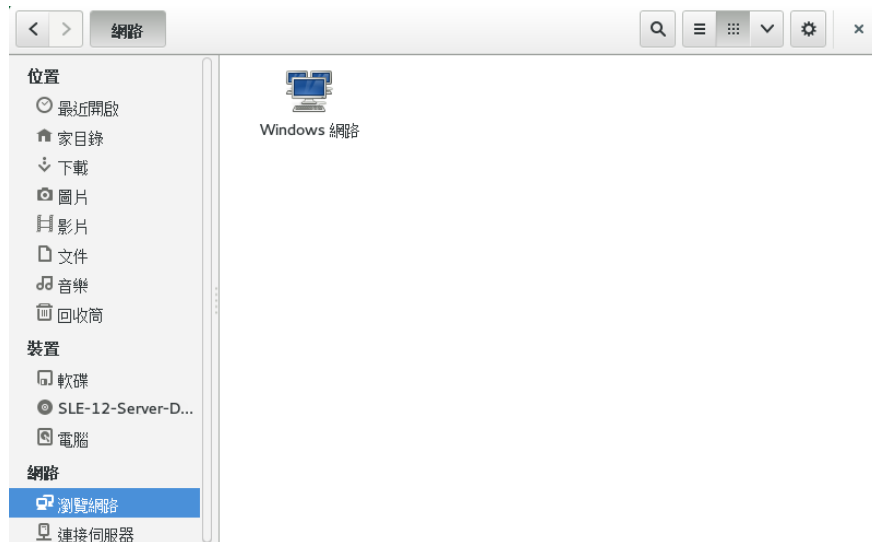 網路
位置
最近開啟
家目錄
下載
圖片
影片
文件
音樂
回收筒
裝置
軟碟
SLE-12-Server-D...
電腦
網路
瀏覽網路
連接伺服器
Windows 網路